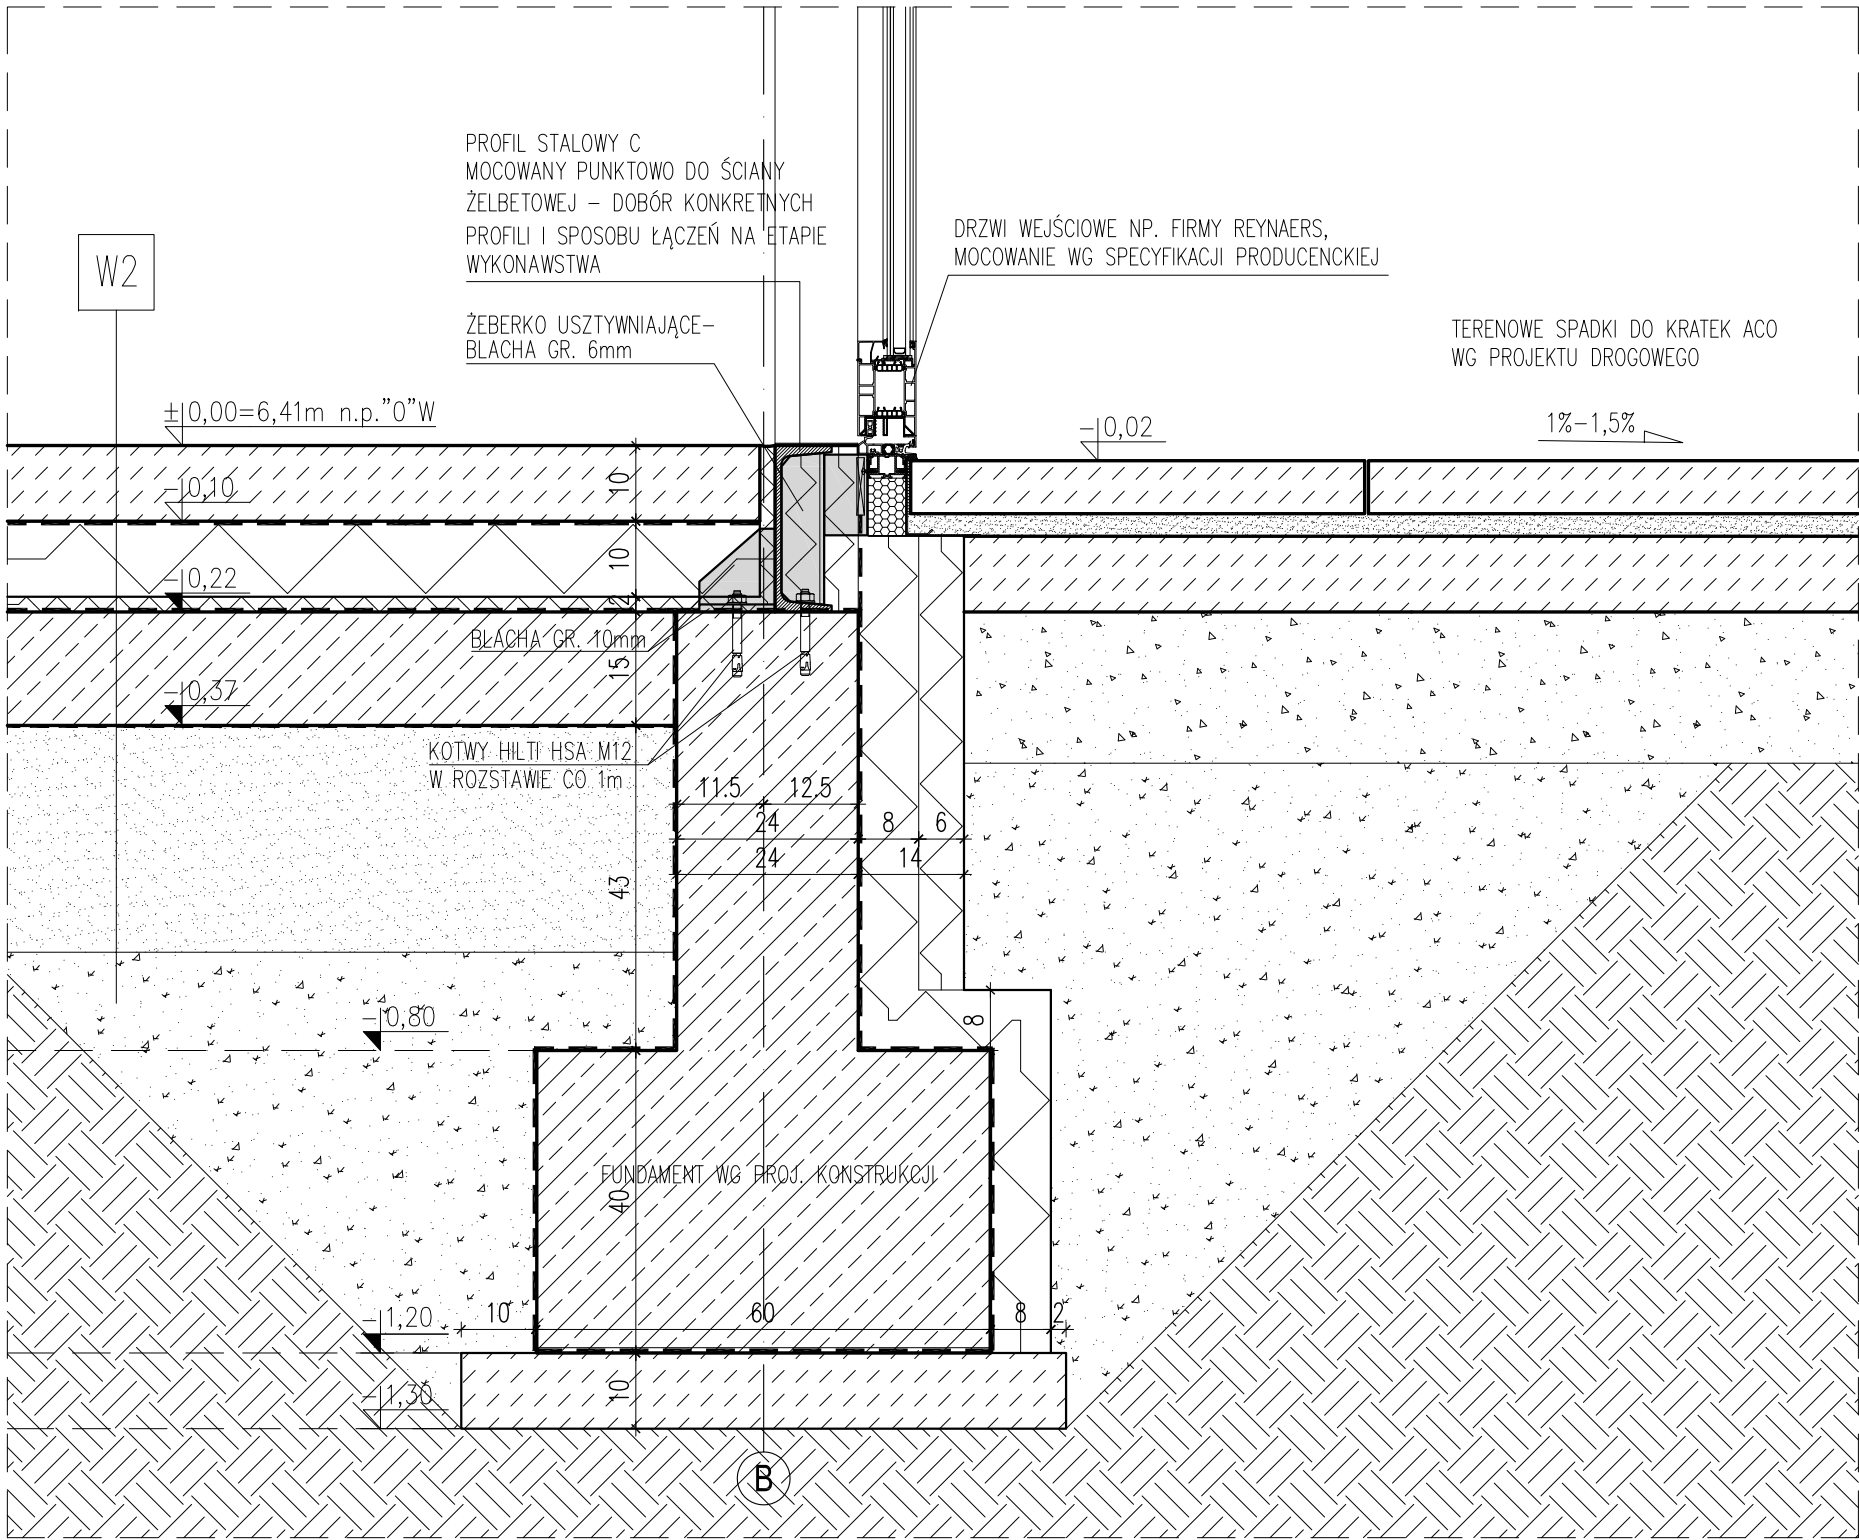 PROFIL STALOWY C
MOCOWANY PUNKTOWO DO ŚCIANY
ŻELBETOWEJ – DOBÓR KONKRETNYCH
PROFILI I SPOSOBU ŁĄCZEŃ NA ETAPIE
WYKONAWSTWA
DRZWI WEJŚCIOWE NP. FIRMY REYNAERS,
MOCOWANIE WG SPECYFIKACJI PRODUCENCKIEJ
W2
ŻEBERKO USZTYWNIAJĄCE–
BLACHA GR. 6mm
TERENOWE SPADKI DO KRATEK ACO
WG PROJEKTU DROGOWEGO
±0,00=6,41m n.p."0"W
–0,02
1%–1,5%
–0,10
10
10
–0,22
2
BLACHA GR. 10mm
15
–0,37
KOTWY HILTI HSA M12
W ROZSTAWIE CO 1m
11.5 12.5
24 8 6
24 14
43
–0,80
8
FUNDAMENT WG PROJ. KONSTRUKCJI
40
10 60 8 2
–1,20
–1,30
10
B